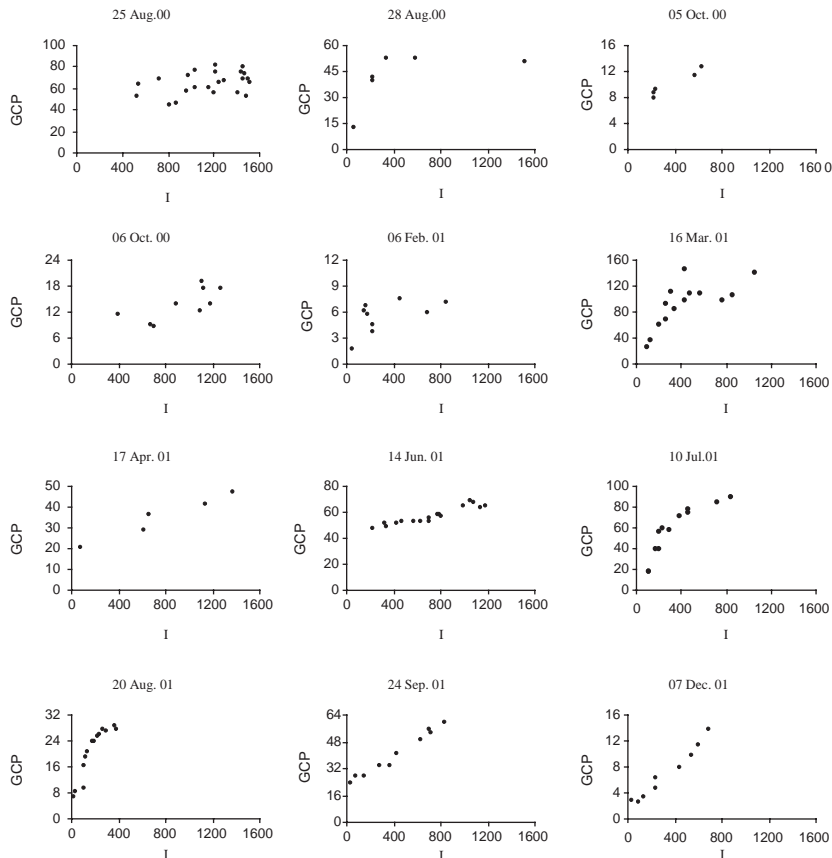 25 Aug.00 28 Aug.00 05 Oct. 00
100 60 16
80 45 12
60
GCP GCP 30 GCP 8
40
20 15 4
0 0 0
0 400 800 1200 1600 0 400 800 1200 1600 0 400 800 1200 1600
I I I
06 Oct. 00 06 Feb. 01 16 Mar. 01
24 12 160
18 9 120
GCP 12 GCP 6 GCP 80
6 3 40
0 0 0
0 400 800 1200 1600 0 400 800 1200 1600 0 400 800 1200 1600
I I I
17 Apr. 01 14 Jun. 01 10 Jul.01
50 80 100
40 60 80
30 60
GCP GCP 40 GCP
20 40
10 20 20
0 0 0
0 400 800 1200 1600 0 400 800 1200 1600 0 400 800 1200 1600
I I I
20 Aug. 01 24 Sep. 01 07 Dec. 01
32 64 16
24 48 12
GCP 16 GCP 32 GCP 8
8 16 4
0 0 0
0 400 800 1200 1600 0 400 800 1200 1600 0 400 800 1200 1600
I I I